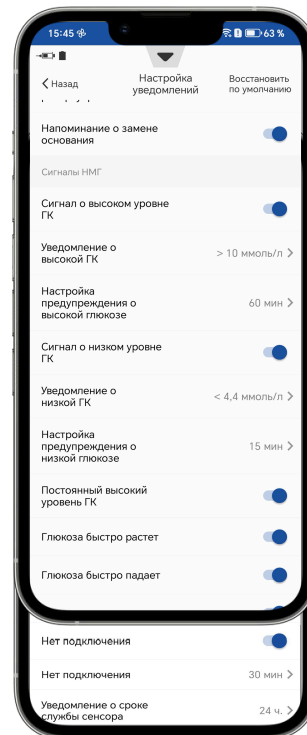 15:45
63 %
Назад
Настройка
уведомлений
Восстановить
по умолчанию
Напоминание о замене
основания
Сигналы НМГ
Сигнал о высоком уровне
ГК
Уведомление о
высокой ГК
> 10 ммоль/л
Настройка
предупреждения о
высокой глюкозе
60 мин
Сигнал о низком уровне
ГК
Уведомление о
низкой ГК
< 4,4 ммоль/л
Настройка
предупреждения о
низкой глюкозе
15 мин
Постоянный высокий
уровень ГК
Глюкоза быстро растет
Глюкоза быстро падает
Нет подключения
Нет подключения
30 мин
Уведомление о сроке
службы сенсора
24 ч.